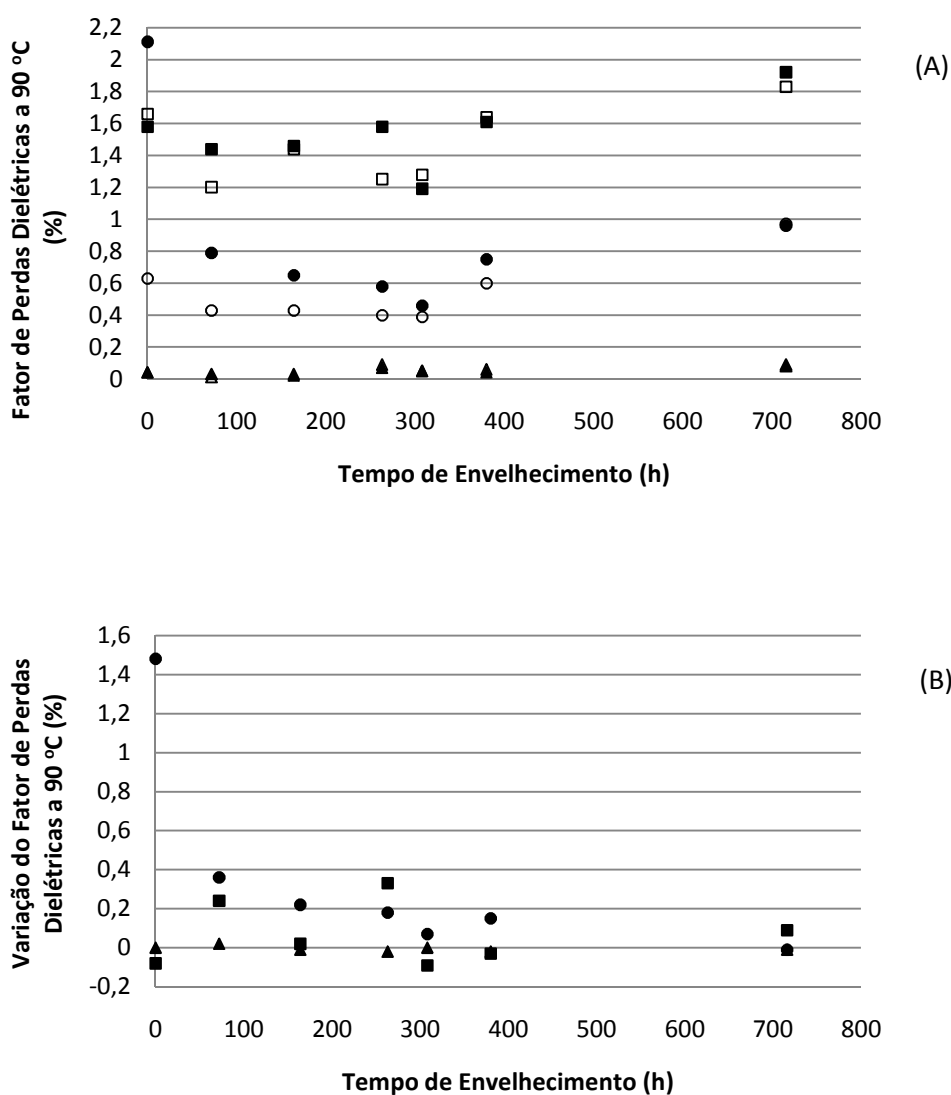 Fator de Perdas Dielétricas a 90 ºC
(%)
2,2
2
1,8
1,6
1,4
1,2
1
0,8
0,6
0,4
0,2
0
0 100 200 300 400 500 600 700 800
Tempo de Envelhecimento (h)
(A)
Variação do Fator de Perdas
Dielétricas a 90 ºC (%)
1,6
1,4
1,2
1
0,8
0,6
0,4
0,2
0
-0,2
0 100 200 300 400 500 600 700 800
Tempo de Envelhecimento (h)
(B)